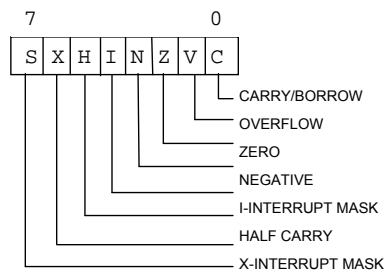 7 0
S X H I N Z V C
CARRY/BORROW
OVERFLOW
ZERO
NEGATIVE
I-INTERRUPT MASK
HALF CARRY
X-INTERRUPT MASK